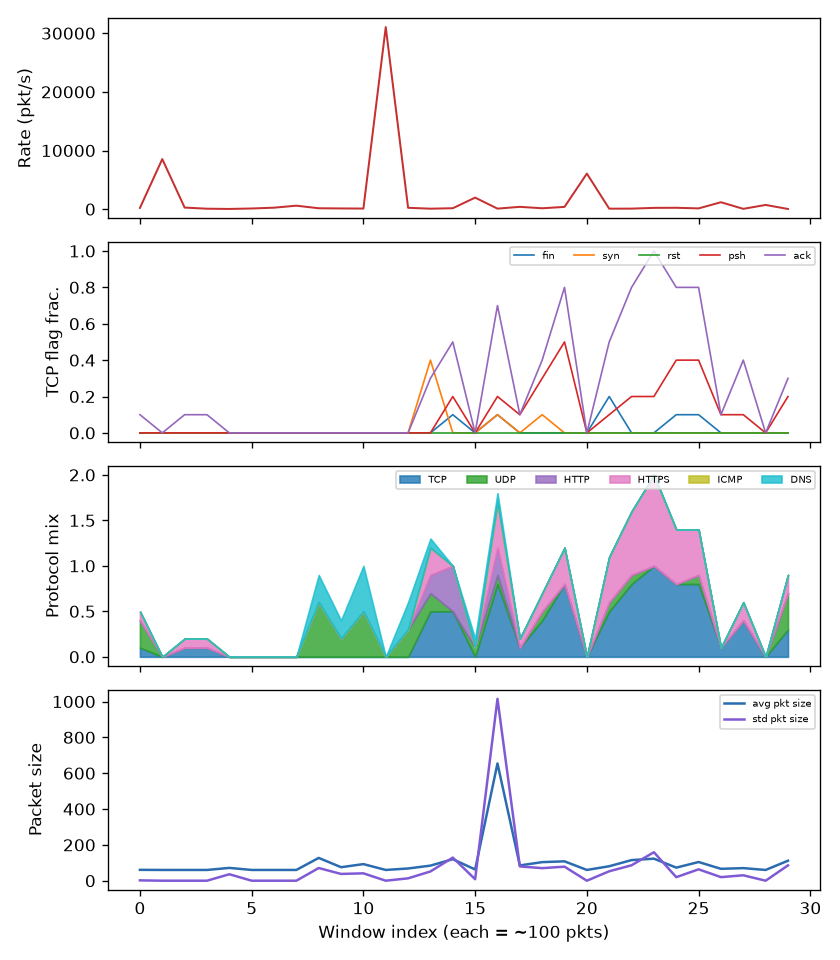 30000
20000
10000
0
Rate (pkt/s)
1.0
0.8
0.6
0.4
0.2
0.0
TCP flag frac.
fin syn rst psh ack
2.0
1.5
1.0
0.5
0.0
Protocol mix
TCP UDP HTTP HTTPS ICMP DNS
1000
800
600
400
200
0
Packet size
avg pkt size
std pkt size
0 5 10 15 20 25 30
Window index (each = ~100 pkts)